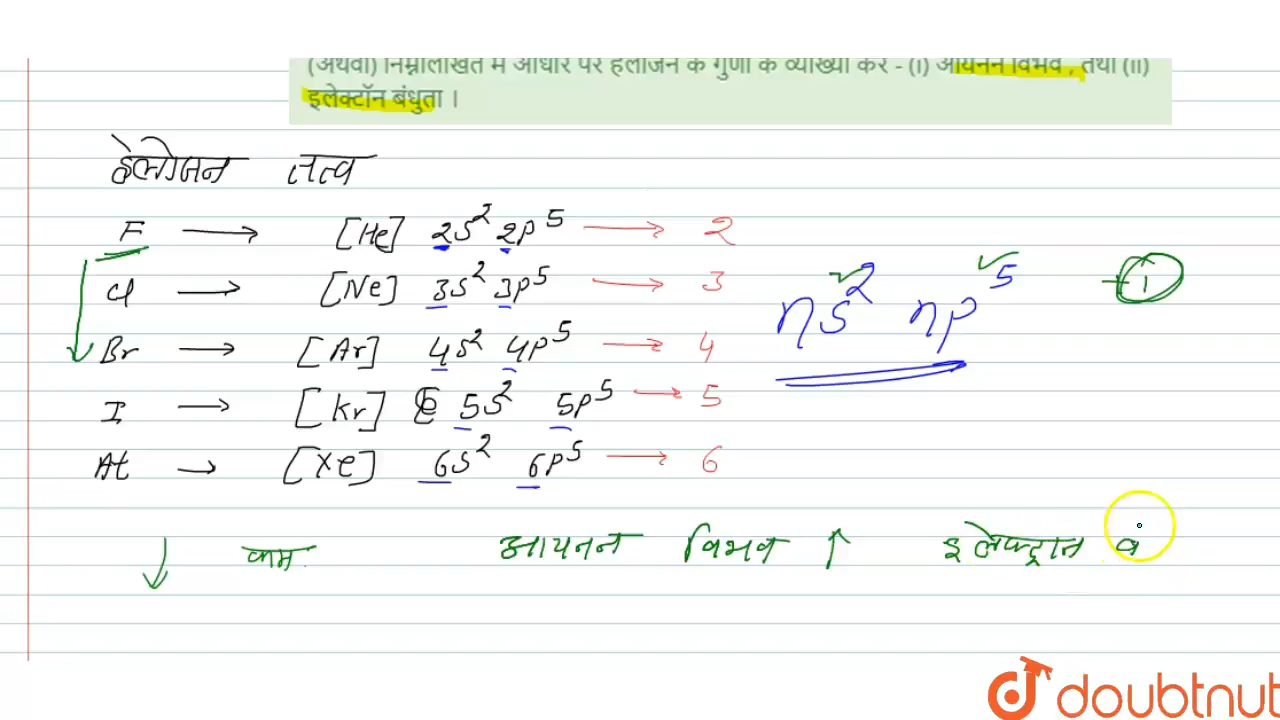 (अथवा) निम्नलिखित में आधार पर हैलोजन के गुणों के व्याख्या करें - (i) आयनन विभव , तथा (ii)
इलेक्टॉन बंधुता ।
हैलोजन तत्व
F → [He] 2s² 2p⁵ → 2
Cl → [Ne] 3s² 3p⁵ → 3
ns² np⁵ -1
Br → [Ar] 4s² 4p⁵ → 4
I → [Kr] 5s² 5p⁵ → 5
At → [Xe] 6s² 6p⁵ → 6
↓ काम आयनन विभव ↑ इलेक्ट्रान ब
doubtnut